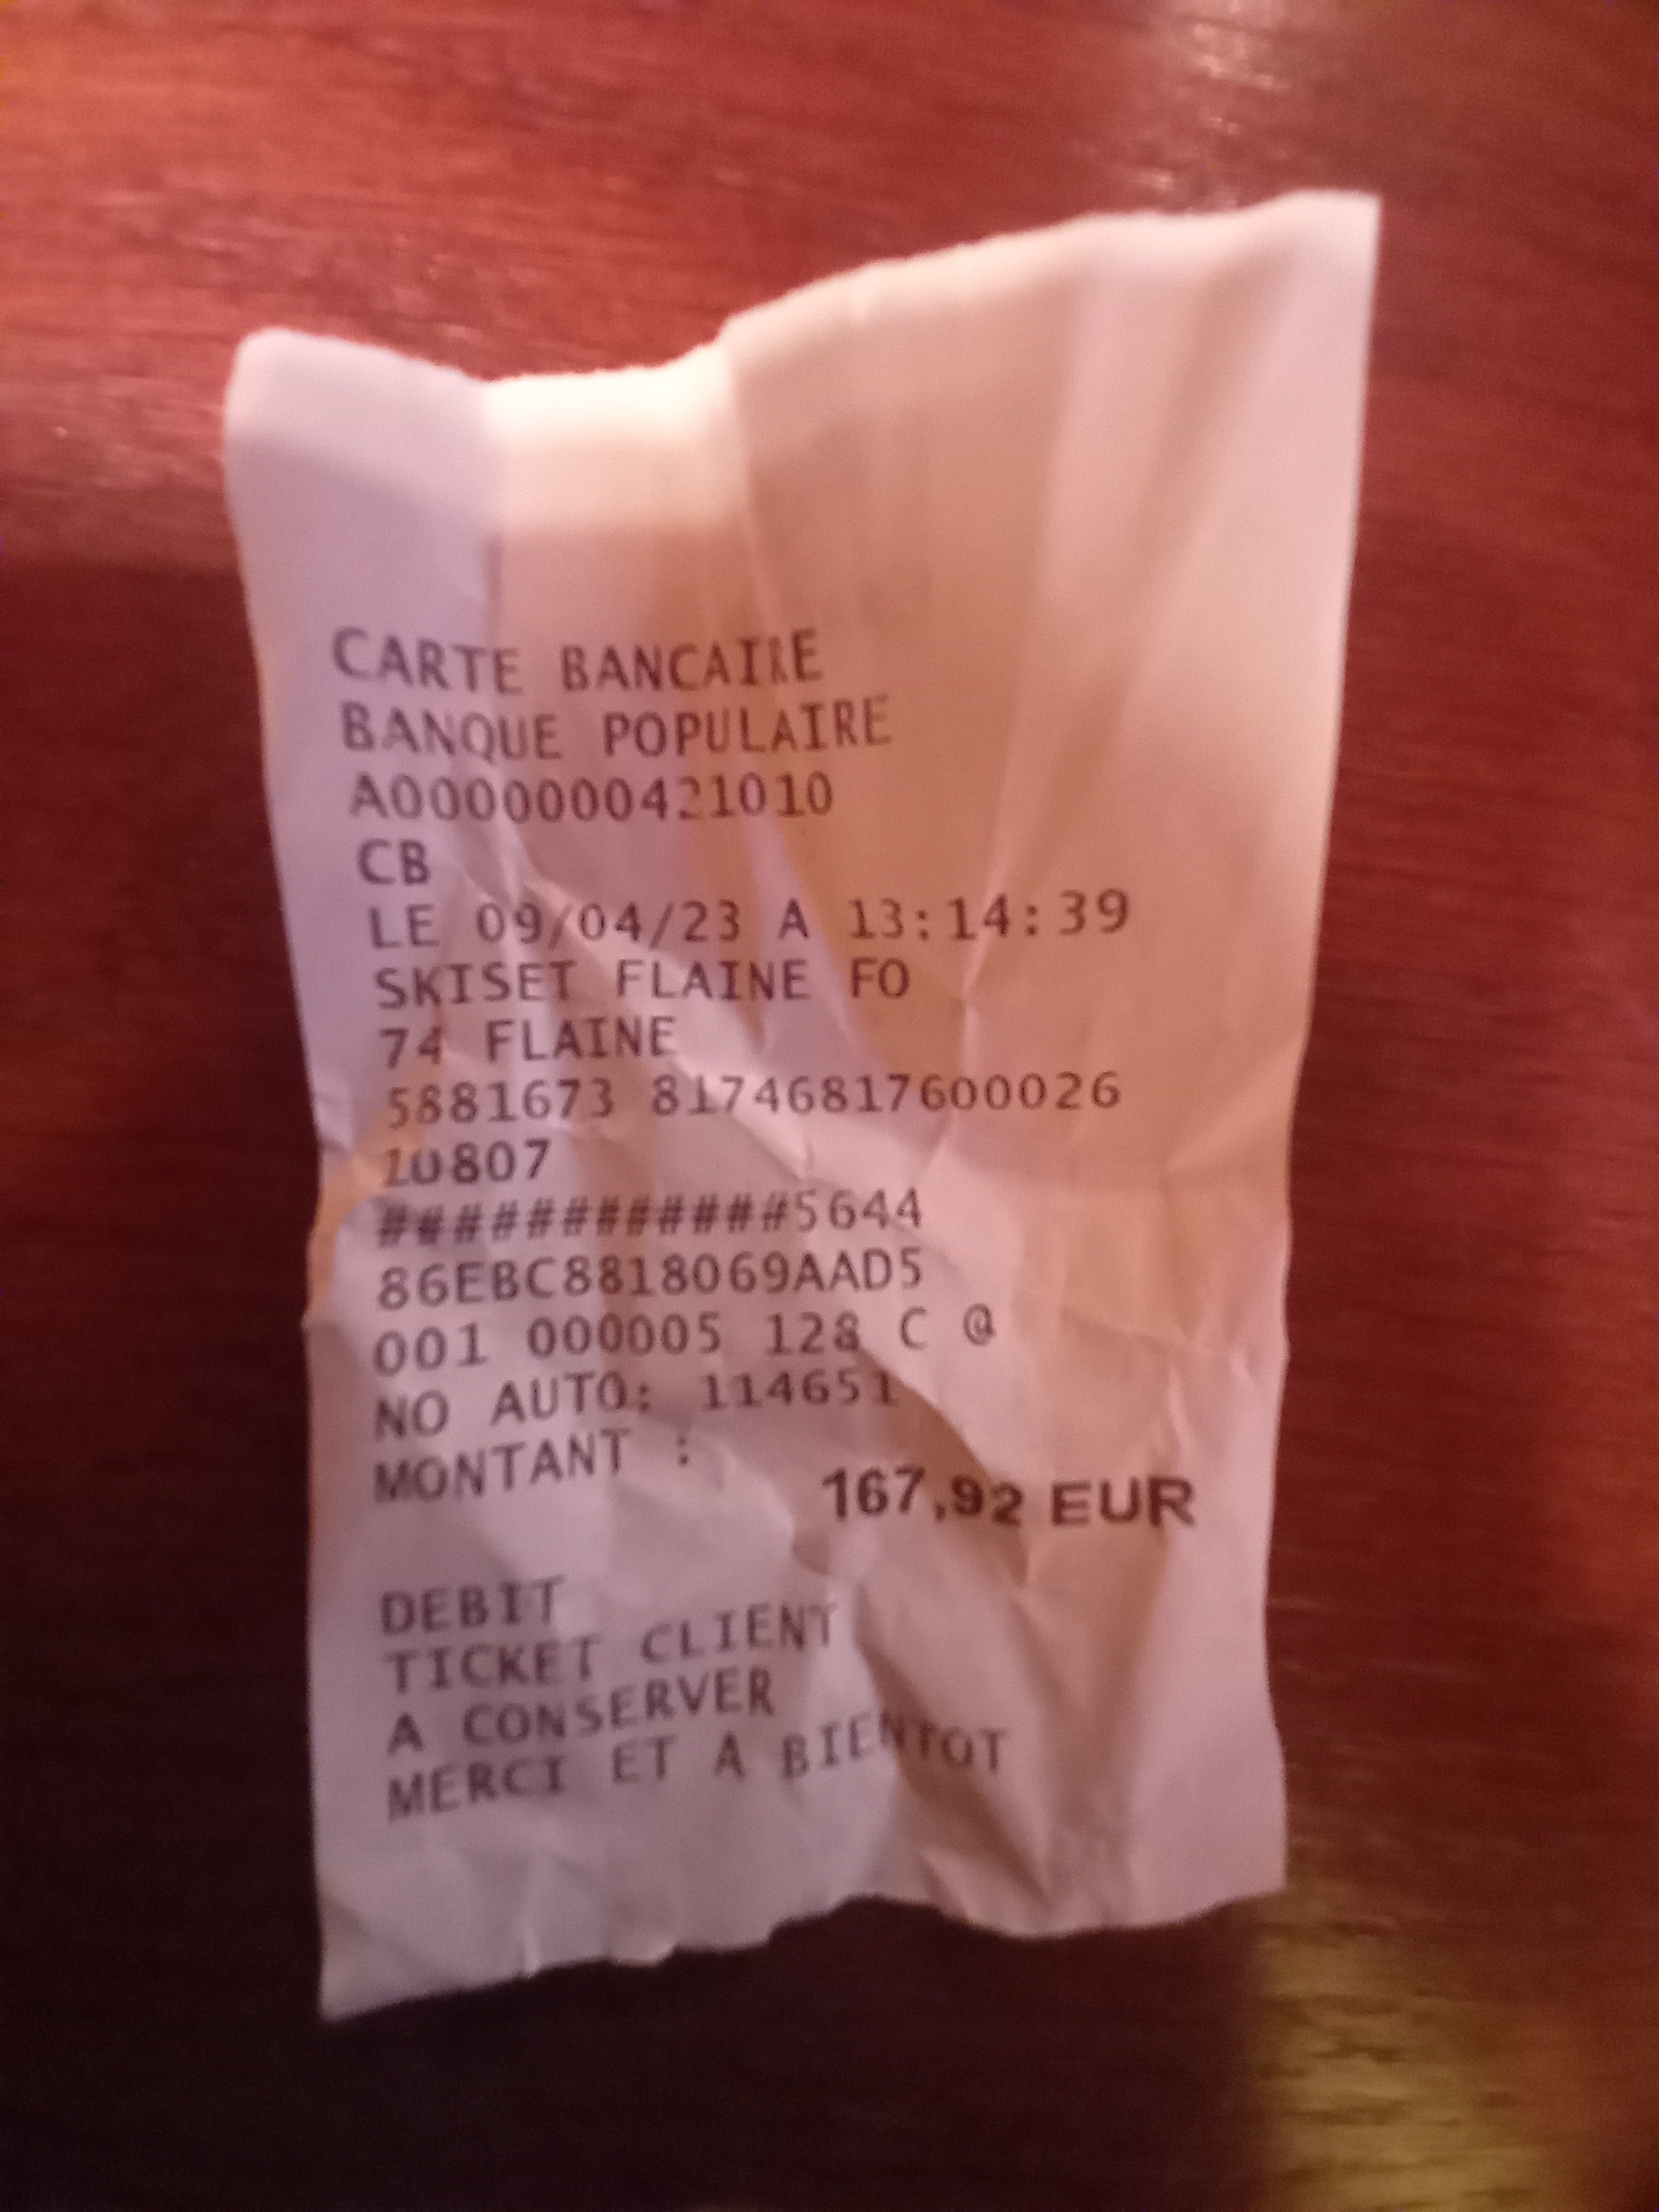 CARTE BANCAIRE
BANQUE POPULAIRE
A0000000421010
CB
LE 09/04/23 A 13:14:39
SKISET FLAINE FO
74 FLAINE
5881673 81746817600026
10807
############5644
86EBC8818069AAD5
001 000005 128 C @
NO AUTO: 114651
MONTANT :
167,92 EUR
DEBIT
TICKET CLIENT
A CONSERVER
MERCI ET A BIENTOT